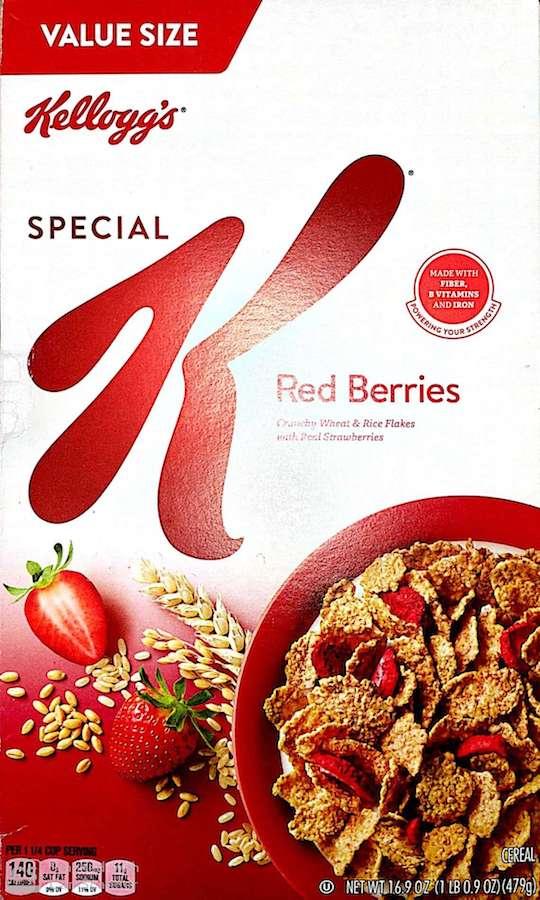 VALUE SIZE
Kellogg's®
SPECIAL
K®
MADE WITH
FIBER,
B VITAMINS
AND IRON
POWERING YOUR STRENGTH
Red Berries
Crunchy Wheat & Rice Flakes
with Real Strawberries
PER 1 1/4 CUP SERVING
140
CALORIES
0g
SAT FAT
0% DV
250mg
SODIUM
11% DV
11g
TOTAL
SUGARS
CEREAL
U NET WT 16.9 OZ (1 LB 0.9 OZ) (479g)